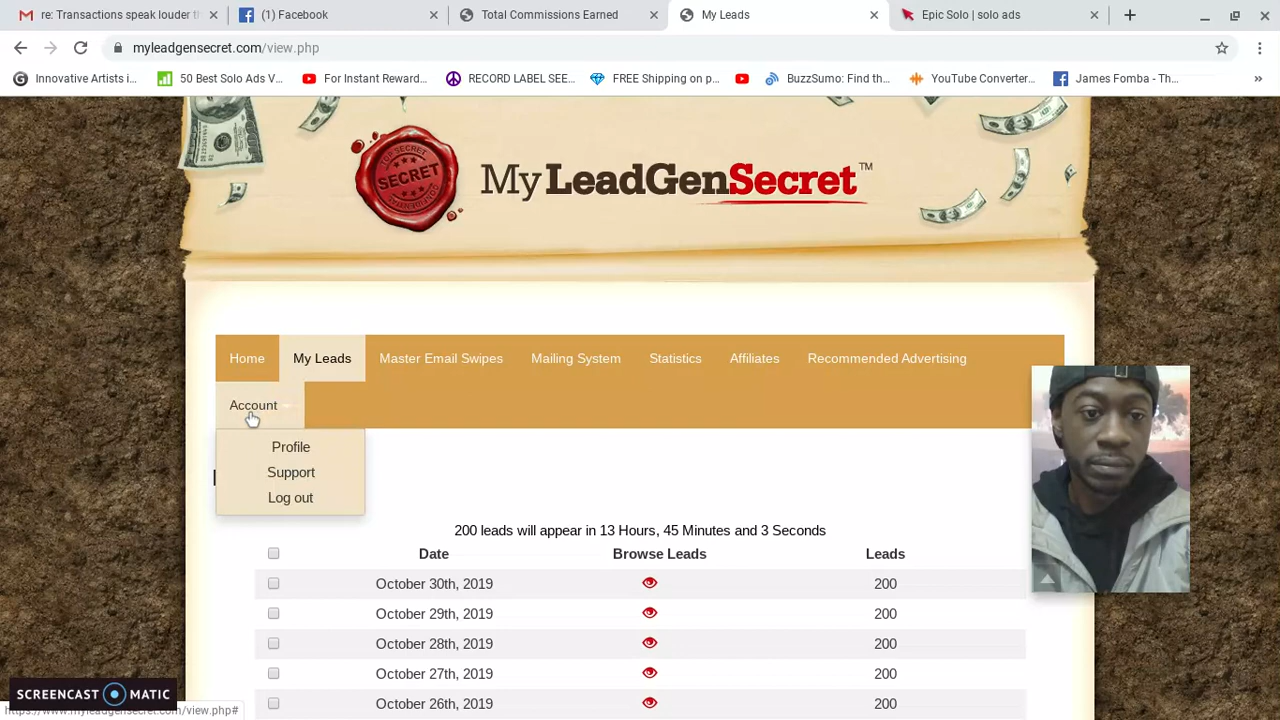 re: Transactions speak louder th
(1) Facebook
Total Commissions Earned
My Leads
Epic Solo | solo ads
myleadgensecret.com/view.php
Innovative Artists i...
50 Best Solo Ads V...
For Instant Reward...
RECORD LABEL SEE...
FREE Shipping on p...
BuzzSumo: Find th...
YouTube Converter...
James Fomba - Th...
TOP SECRET
SECRET
MyLeadGenSecret™
Home
My Leads
Master Email Swipes
Mailing System
Statistics
Affiliates
Recommended Advertising
Account
Profile
Support
Log out
200 leads will appear in 13 Hours, 45 Minutes and 3 Seconds
Date Browse Leads Leads
October 30th, 2019 200
October 29th, 2019 200
October 28th, 2019 200
October 27th, 2019 200
October 26th, 2019 200
SCREENCAST MATIC
https://www.myleadgensecret.com/view.php#